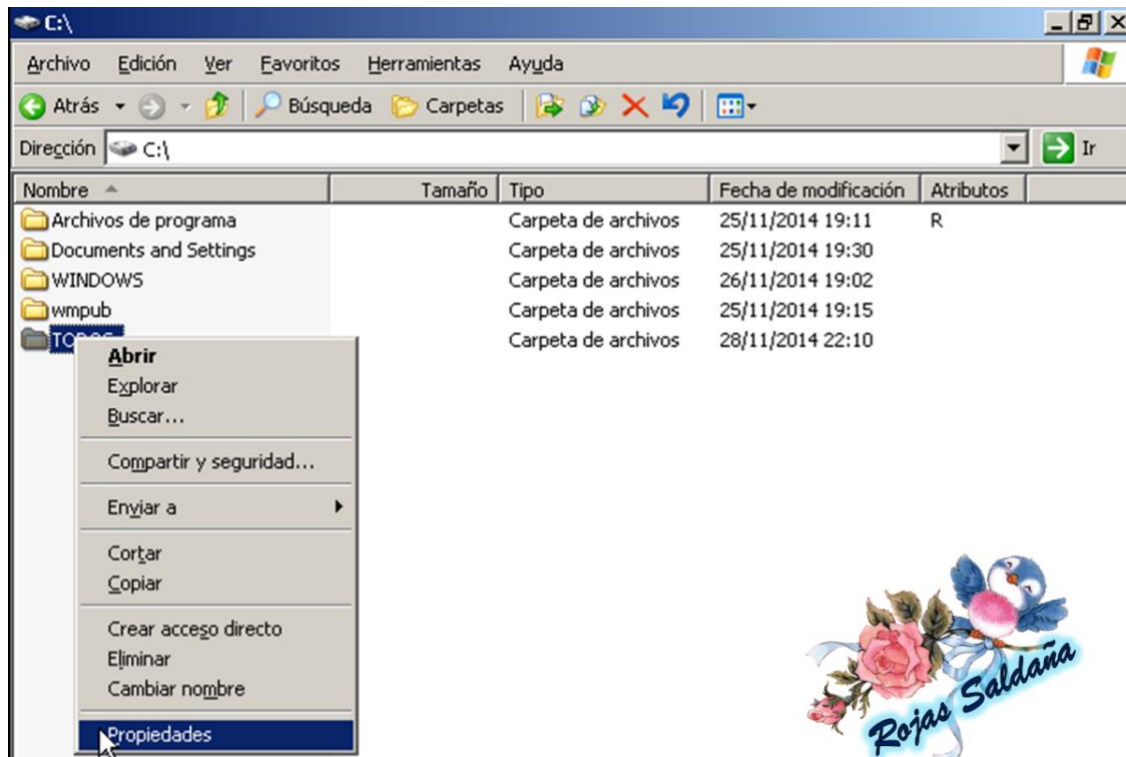 C:\
Archivo Edición Ver Favoritos Herramientas Ayuda
Atrás Búsqueda Carpetas
Dirección C:\ Ir
Nombre Tamaño Tipo Fecha de modificación Atributos
Archivos de programa Carpeta de archivos 25/11/2014 19:11 R
Documents and Settings Carpeta de archivos 25/11/2014 19:30
WINDOWS Carpeta de archivos 26/11/2014 19:02
wmpub Carpeta de archivos 25/11/2014 19:15
Carpeta de archivos 28/11/2014 22:10
Abrir
Explorar
Buscar...
Compartir y seguridad...
Enviar a
Cortar
Copiar
Crear acceso directo
Eliminar
Cambiar nombre
Propiedades
Rojas Saldaña